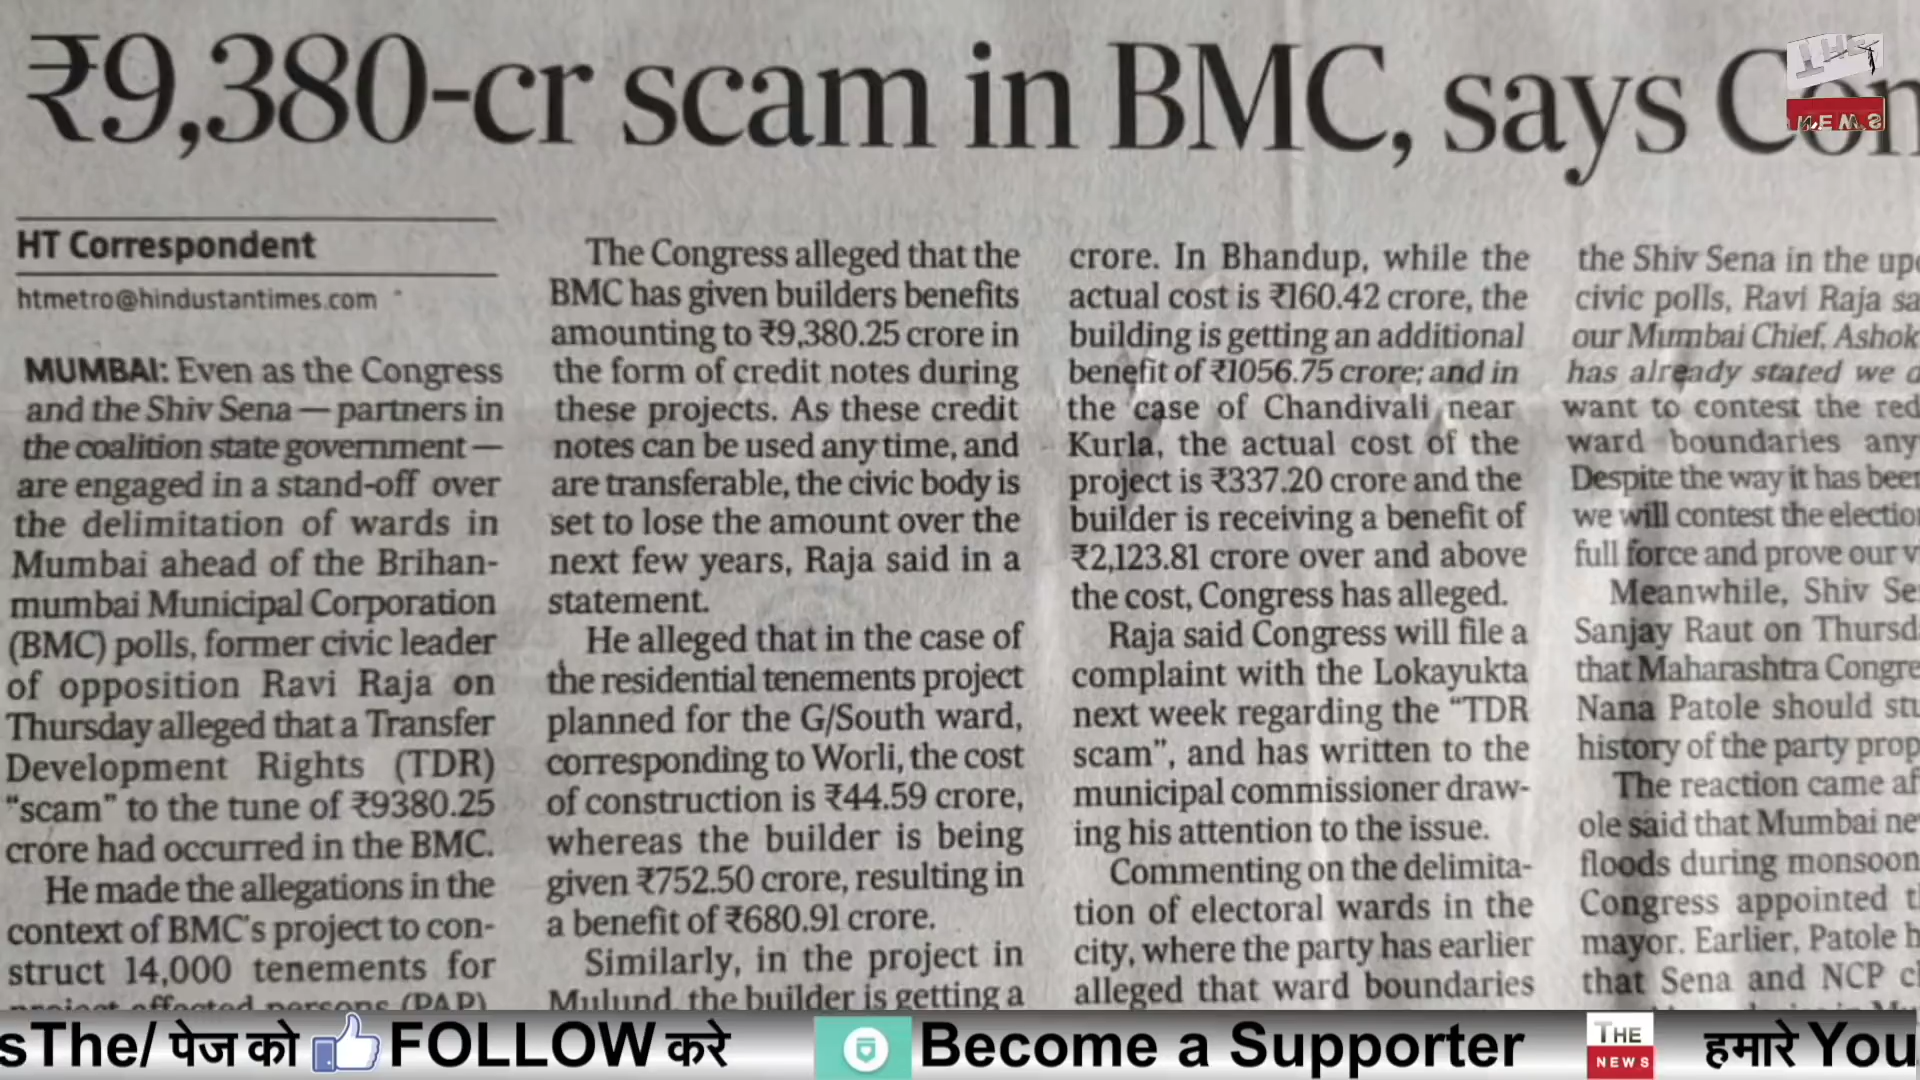 ₹9,380-cr scam in BMC, says
HT Correspondent
htmetro@hindustantimes.com
MUMBAI: Even as the Congress
and the Shiv Sena — partners in
the coalition state government —
are engaged in a stand-off over
the delimitation of wards in
Mumbai ahead of the Brihan-
mumbai Municipal Corporation
(BMC) polls, former civic leader
of opposition Ravi Raja on
Thursday alleged that a Transfer
Development Rights (TDR)
“scam” to the tune of ₹9380.25
crore had occurred in the BMC.
He made the allegations in the
context of BMC's project to con-
struct 14,000 tenements for
project affected persons (PAP)
The Congress alleged that the
BMC has given builders benefits
amounting to ₹9,380.25 crore in
the form of credit notes during
these projects. As these credit
notes can be used any time, and
are transferable, the civic body is
set to lose the amount over the
next few years, Raja said in a
statement.
He alleged that in the case of
the residential tenements project
planned for the G/South ward,
corresponding to Worli, the cost
of construction is ₹44.59 crore,
whereas the builder is being
given ₹752.50 crore, resulting in
a benefit of ₹680.91 crore.
Similarly, in the project in
Mulund, the builder is getting a
crore. In Bhandup, while the
actual cost is ₹160.42 crore, the
building is getting an additional
benefit of ₹1056.75 crore; and in
the case of Chandivali near
Kurla, the actual cost of the
project is ₹337.20 crore and the
builder is receiving a benefit of
₹2,123.81 crore over and above
the cost, Congress has alleged.
Raja said Congress will file a
complaint with the Lokayukta
next week regarding the “TDR
scam”, and has written to the
municipal commissioner draw-
ing his attention to the issue.
Commenting on the delimita-
tion of electoral wards in the
city, where the party has earlier
alleged that ward boundaries
the Shiv Sena in the
civic polls, Ravi Raja
our Mumbai Chief, Ashok
has already stated we
want to contest the
ward boundaries
Despite the way it has
we will contest the
full force and prove our
Meanwhile, Shiv
Sanjay Raut on
that Maharashtra
Nana Patole should
history of the party
The reaction came
ole said that Mumbai
floods during monsoon
Congress appointed
mayor. Earlier, Patole
that Sena and NCP
THE
NEWS
sThe/ पेज को FOLLOW करे Become a Supporter THE NEWS हमारे You